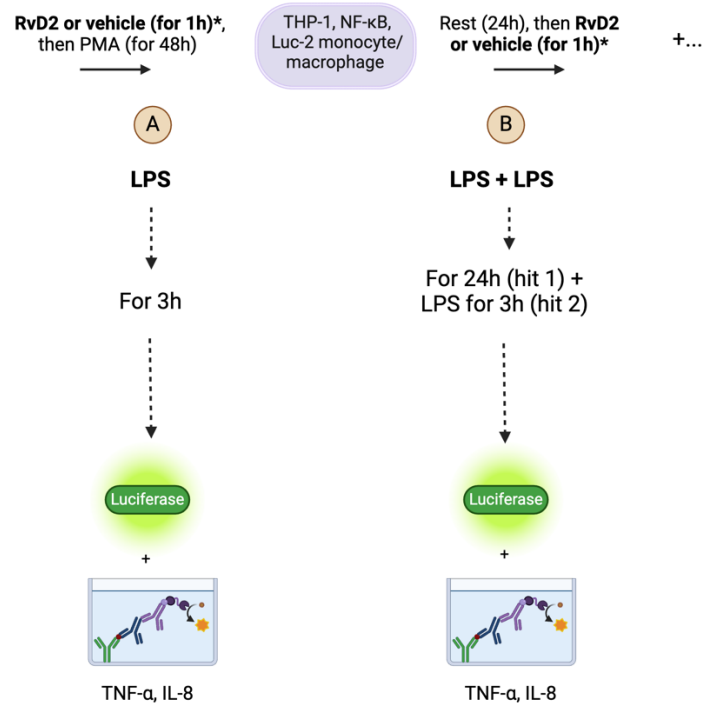 RvD2 or vehicle (for 1h)*,
then PMA (for 48h)
THP-1, NF-κB,
Luc-2 monocyte/
macrophage
Rest (24h), then RvD2
or vehicle (for 1h)*
+...
A
B
LPS
LPS + LPS
For 3h
For 24h (hit 1) +
LPS for 3h (hit 2)
Luciferase
Luciferase
+
+
TNF-α, IL-8
TNF-α, IL-8